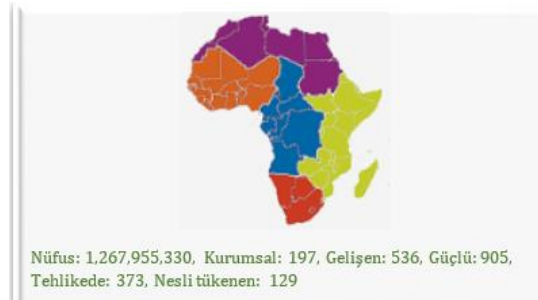 Nüfus: 1,267,955,330, Kurumsal: 197, Gelişen: 536, Güçlü: 905,
Tehlikede: 373, Nesli tükenen: 129